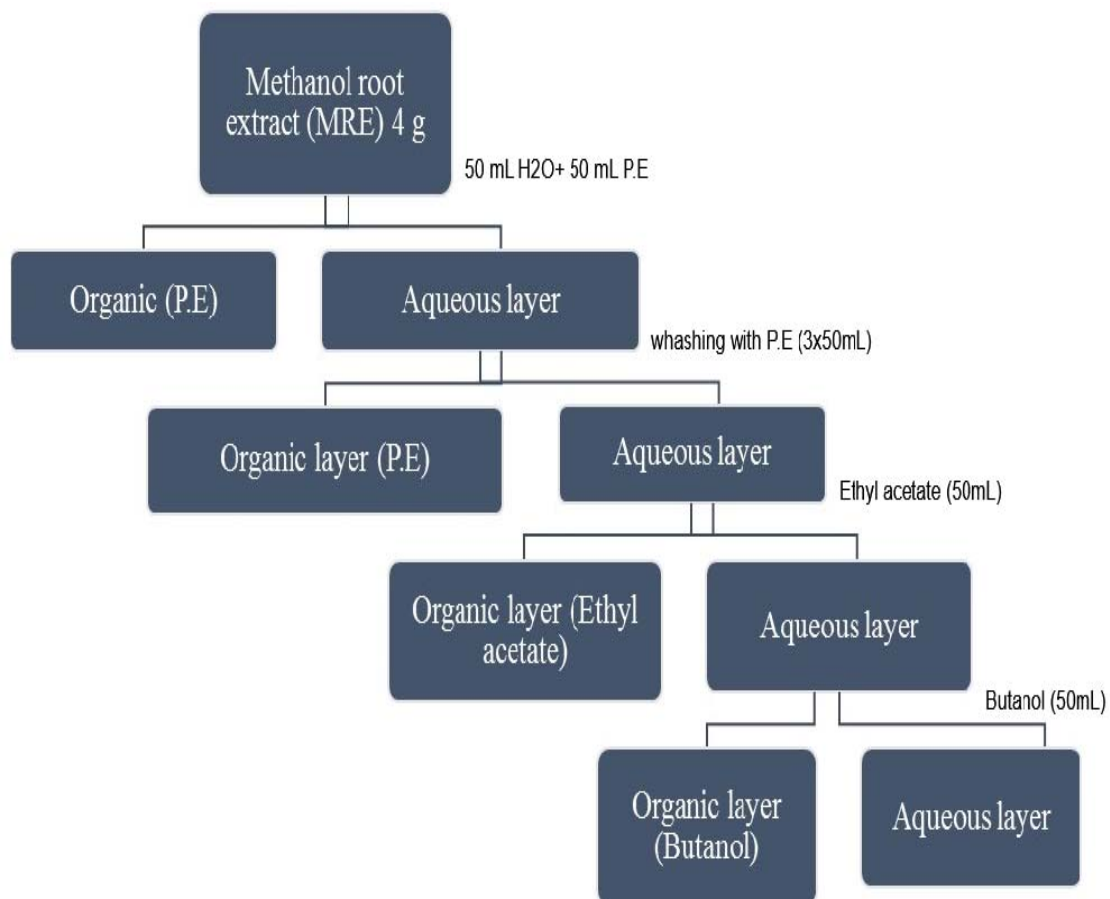 Methanol root
extract (MRE) 4 g
50 mL H2O+ 50 mL P.E
Organic (P.E)
Aqueous layer
whashing with P.E (3x50mL)
Organic layer (P.E)
Aqueous layer
Ethyl acetate (50mL)
Organic layer (Ethyl
acetate)
Aqueous layer
Butanol (50mL)
Organic layer
(Butanol)
Aqueous layer